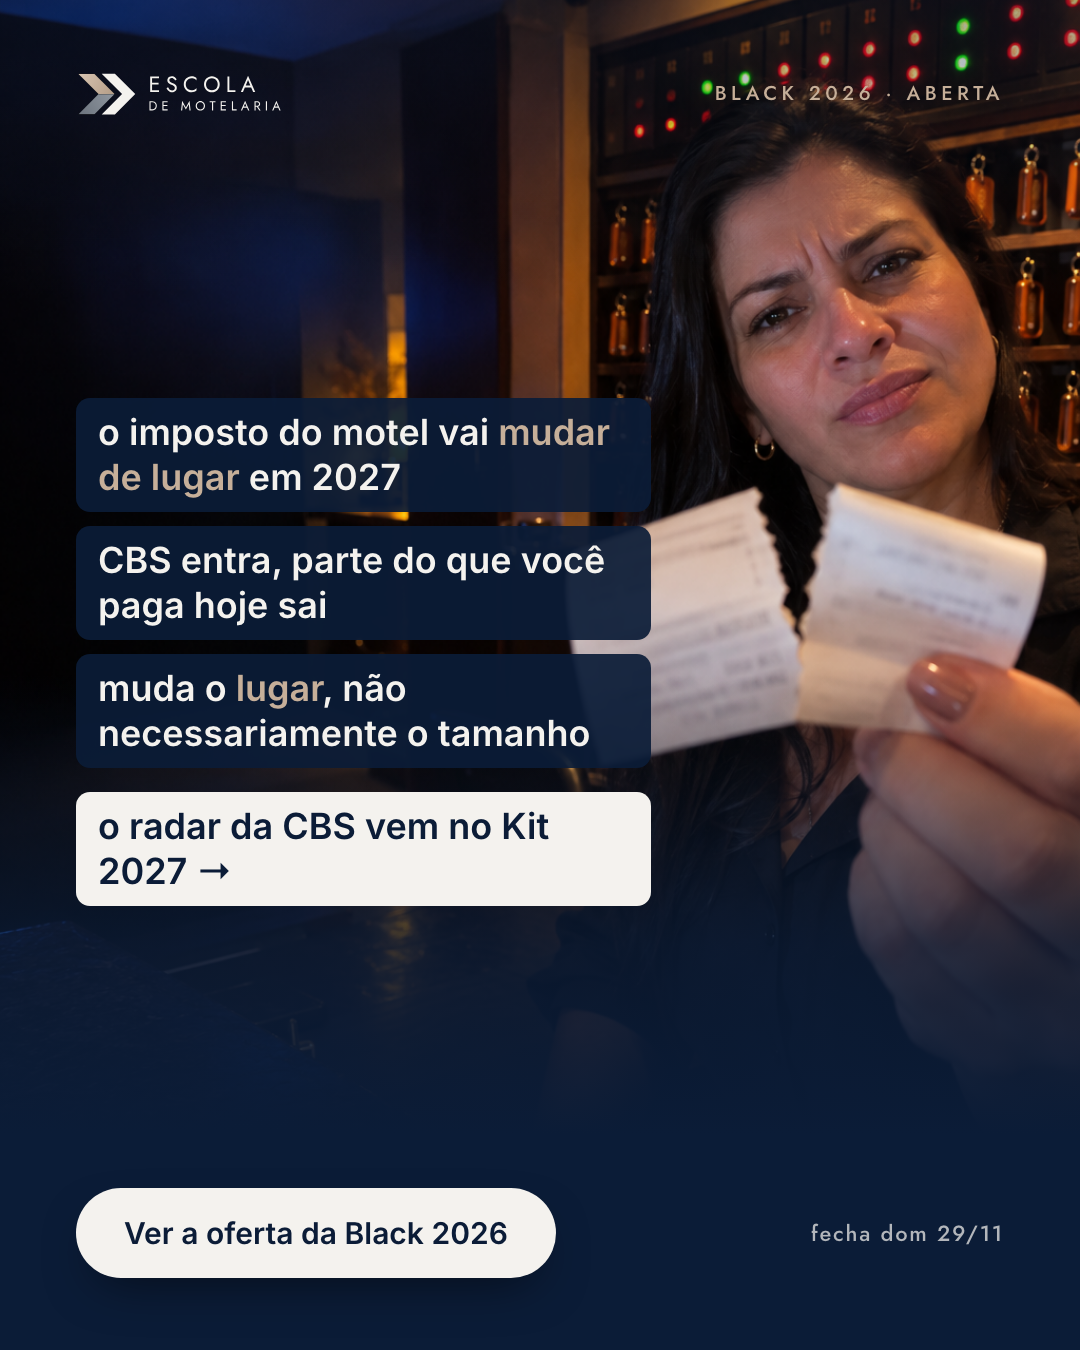 ESCOLA
DE MOTELARIA
BLACK 2026 · ABERTA
o imposto do motel vai mudar
de lugar em 2027
CBS entra, parte do que você
paga hoje sai
muda o lugar, não
necessariamente o tamanho
o radar da CBS vem no Kit
2027 →
Ver a oferta da Black 2026
fecha dom 29/11